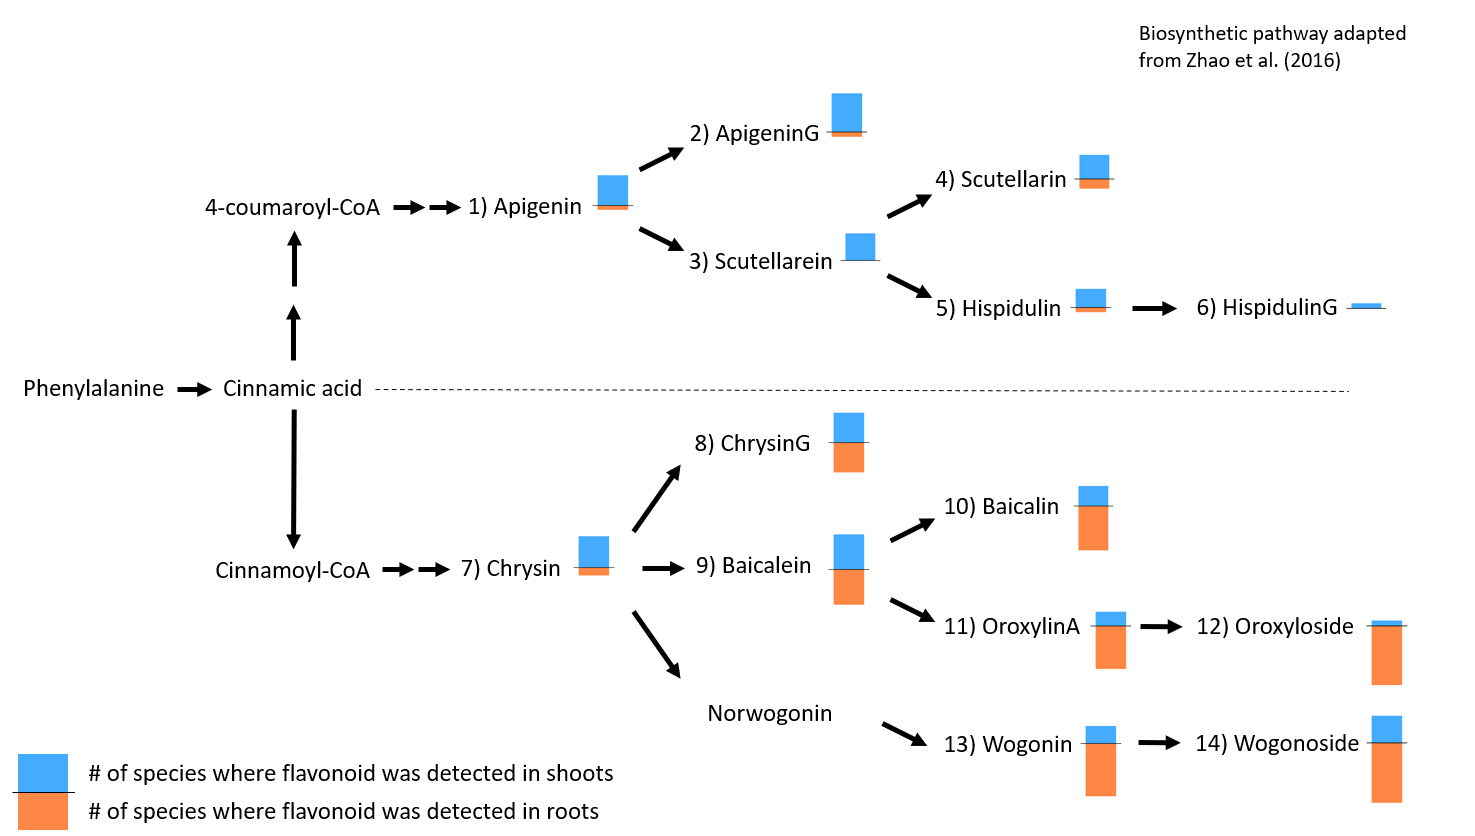 Biosynthetic pathway adapted
from Zhao et al. (2016)
2) ApigeninG
4) Scutellarin
4-coumaroyl-CoA
1) Apigenin
3) Scutellarein
5) Hispidulin
6) HispidulinG
Phenylalanine
Cinnamic acid
8) ChrysinG
10) Baicalin
Cinnamoyl-CoA
7) Chrysin
9) Baicalein
11) OroxylinA
12) Oroxyloside
Norwogonin
13) Wogonin
14) Wogonoside
# of species where flavonoid was detected in shoots
# of species where flavonoid was detected in roots